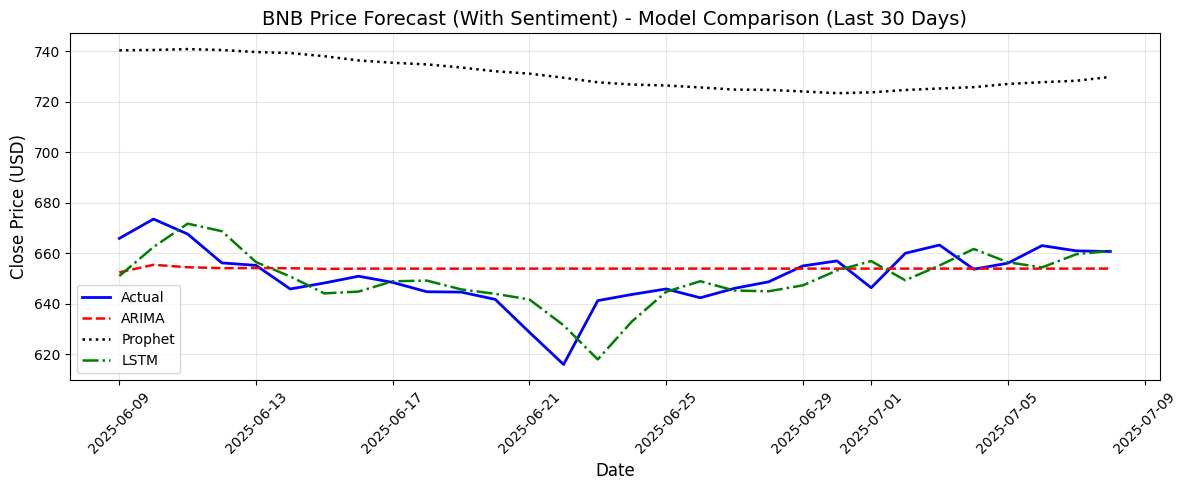 BNB Price Forecast (With Sentiment) - Model Comparison (Last 30 Days)
Close Price (USD)
740
720
700
680
660
640
620
Actual
ARIMA
Prophet
LSTM
2025-06-09
2025-06-13
2025-06-17
2025-06-21
2025-06-25
2025-06-29
2025-07-01
2025-07-05
2025-07-09
Date